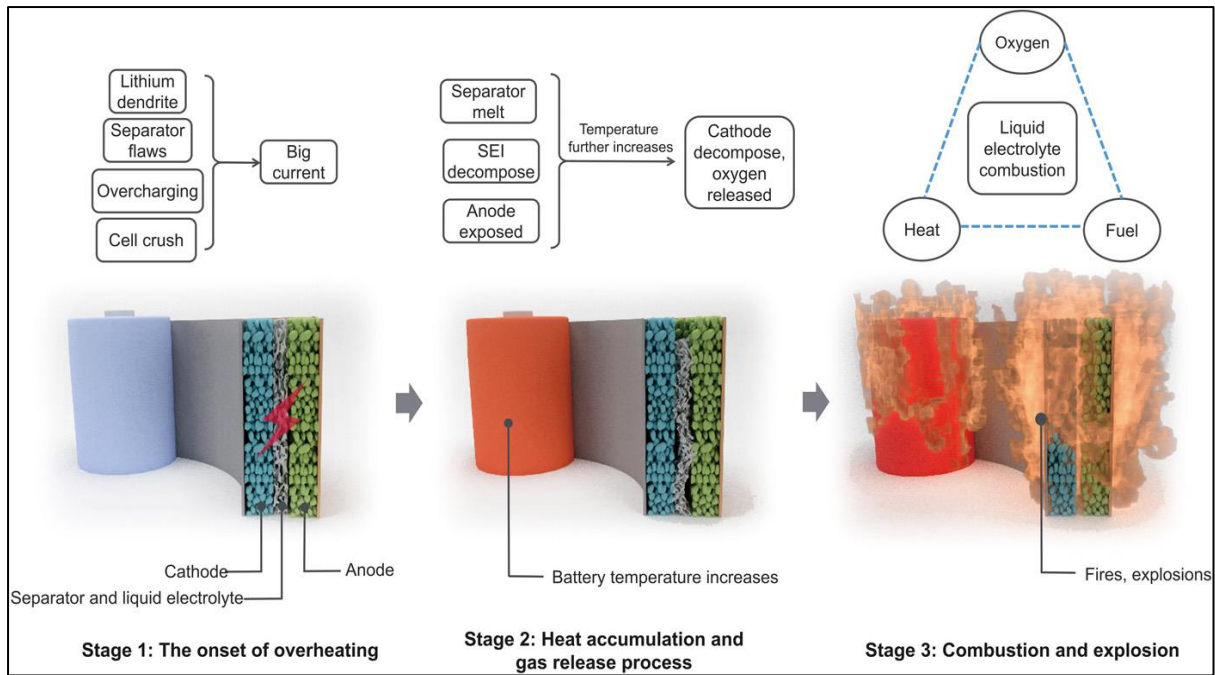 Lithium
dendrite
Separator
flaws
Overcharging
Cell crush
Big
current
Cathode
Separator and liquid electrolyte
Anode
Stage 1: The onset of overheating
Separator
melt
SEI
decompose
Anode
exposed
Temperature
further increases
Cathode
decompose,
oxygen
released
Battery temperature increases
Stage 2: Heat accumulation and
gas release process
Oxygen
Liquid
electrolyte
combustion
Heat
Fuel
Fires, explosions
Stage 3: Combustion and explosion